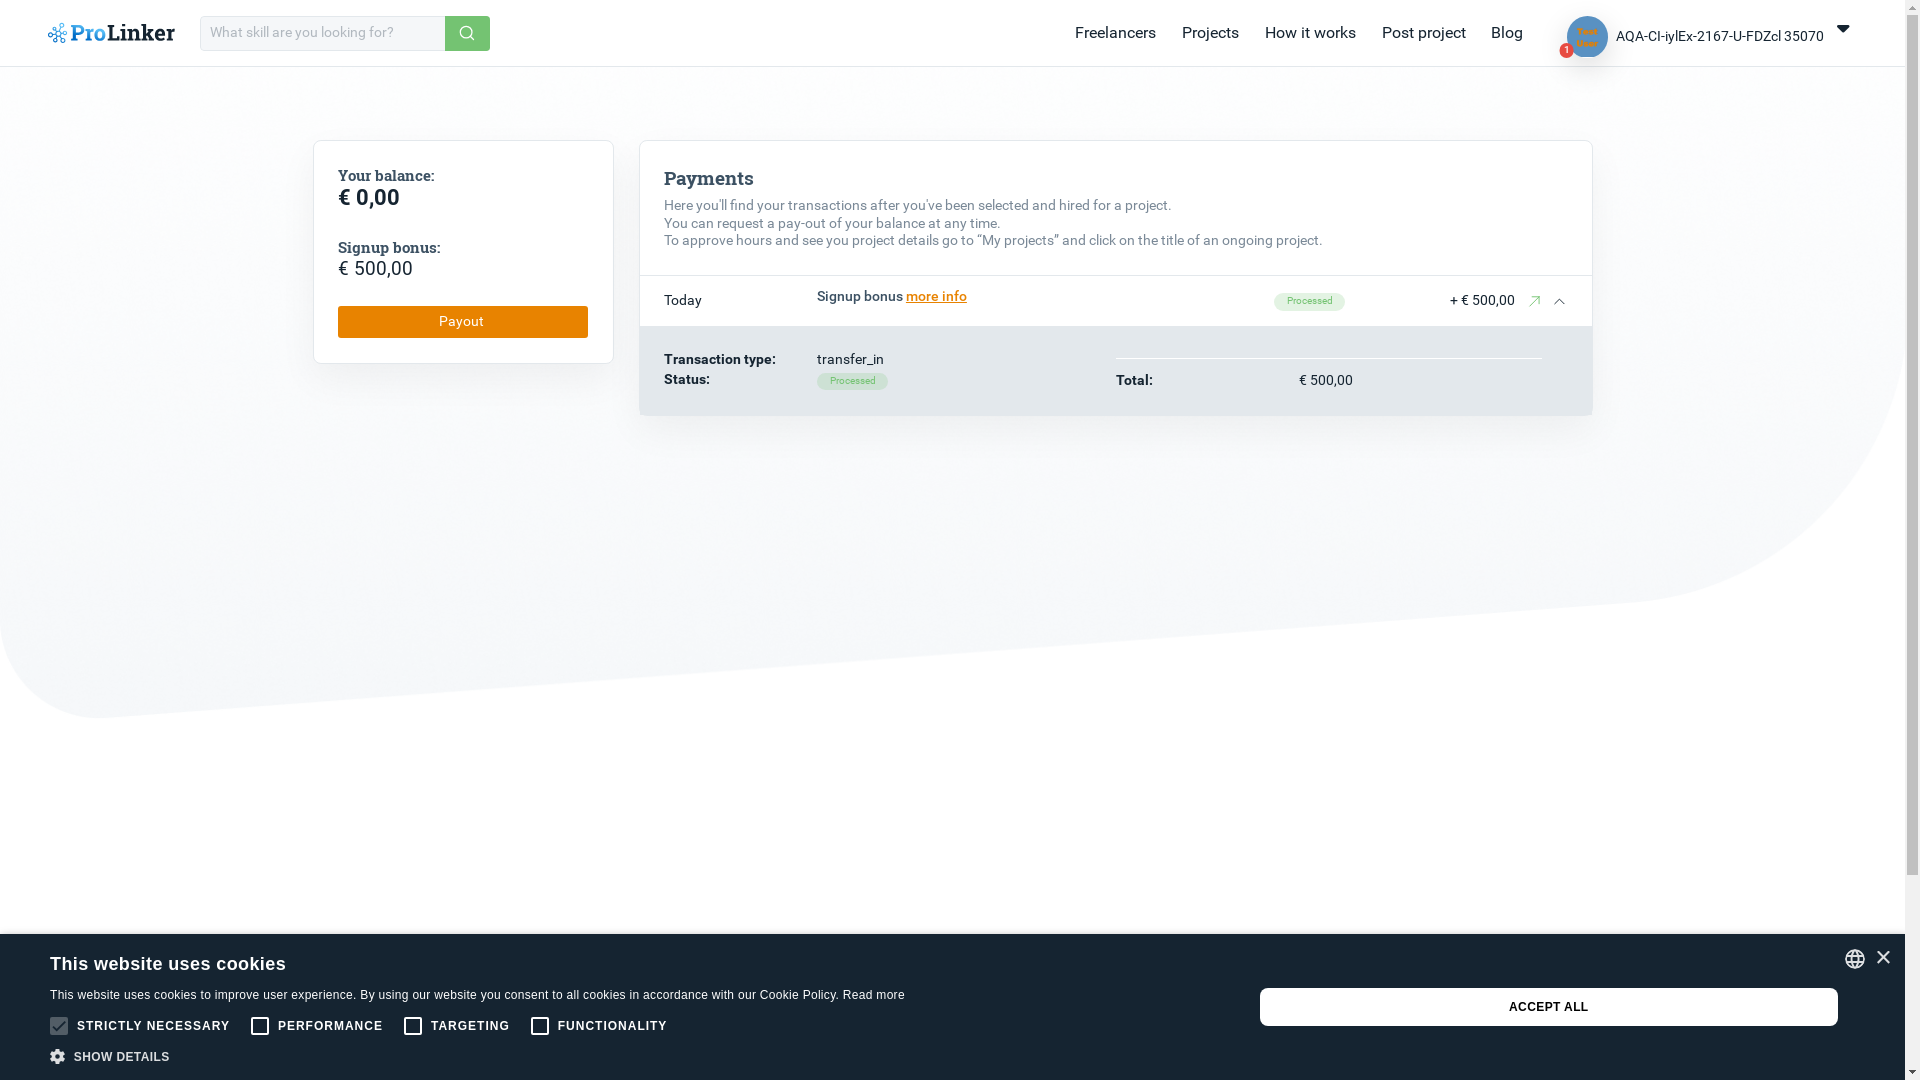 ProLinker
What skill are you looking for?
Freelancers
Projects
How it works
Post project
Blog
Test
User
1
AQA-CI-iylEx-2167-U-FDZcl 35070
Your balance:
€ 0,00
Signup bonus:
€ 500,00
Payout
Payments
Here you'll find your transactions after you've been selected and hired for a project.
You can request a pay-out of your balance at any time.
To approve hours and see you project details go to “My projects” and click on the title of an ongoing project.
Today
Signup bonus more info
Processed
+ € 500,00
Transaction type:
transfer_in
Status:
Processed
Total:
€ 500,00
This website uses cookies
This website uses cookies to improve user experience. By using our website you consent to all cookies in accordance with our Cookie Policy. Read more
STRICTLY NECESSARY
PERFORMANCE
TARGETING
FUNCTIONALITY
SHOW DETAILS
ACCEPT ALL